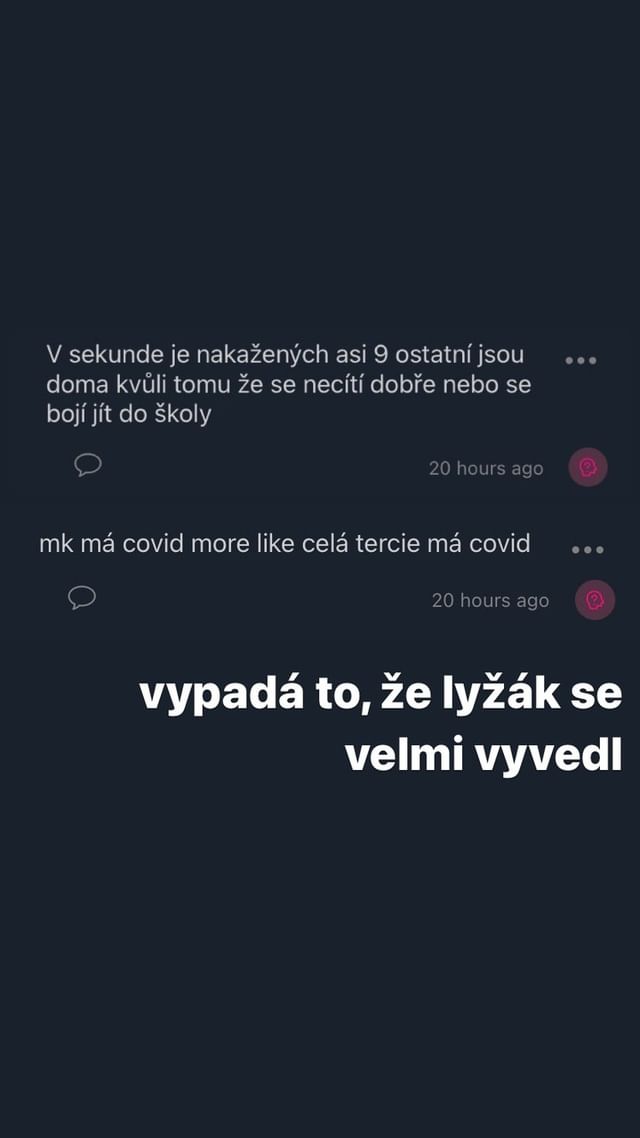 V sekunde je nakažených asi 9 ostatní jsou
doma kvůli tomu že se necítí dobře nebo se
bojí jít do školy
20 hours ago
mk má covid more like celá tercie má covid
20 hours ago
vypadá to, že lyžák se
velmi vyvedl